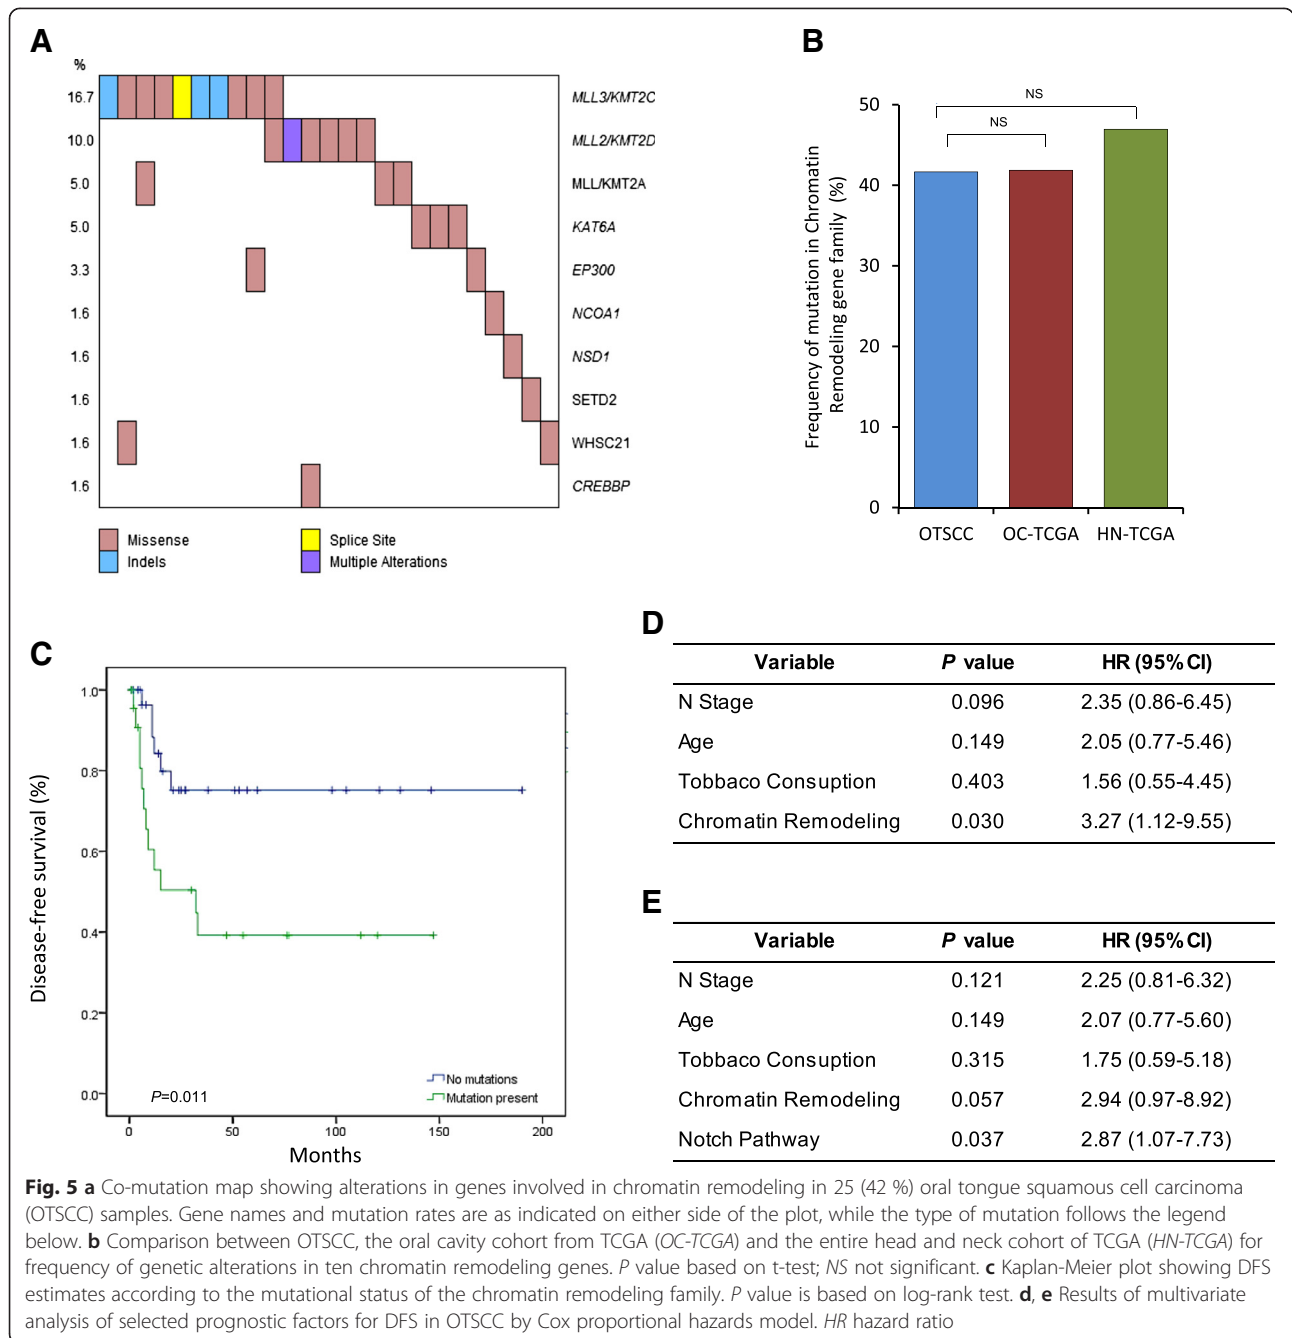 A
%
16.7 MLL3/KMT2C
10.0 MLL2/KMT2D
5.0 MLL/KMT2A
5.0 KAT6A
3.3 EP300
1.6 NCOA1
1.6 NSD1
1.6 SETD2
1.6 WHSC21
1.6 CREBBP
Missense Splice Site
Indels Multiple Alterations
B
Frequency of mutation in Chromatin
Remodeling gene family (%)
NS
NS
50
40
30
20
10
0
OTSCC OC-TCGA HN-TCGA
C
Disease-free survival (%)
1.0
0.8
0.6
0.4
0.2
0.0
P=0.011
No mutations
Mutation present
0 50 100 150 200
Months
D
Variable P value HR (95%CI)
N Stage 0.096 2.35 (0.86-6.45)
Age 0.149 2.05 (0.77-5.46)
Tobbaco Consuption 0.403 1.56 (0.55-4.45)
Chromatin Remodeling 0.030 3.27 (1.12-9.55)
E
Variable P value HR (95%CI)
N Stage 0.121 2.25 (0.81-6.32)
Age 0.149 2.07 (0.77-5.60)
Tobbaco Consuption 0.315 1.75 (0.59-5.18)
Chromatin Remodeling 0.057 2.94 (0.97-8.92)
Notch Pathway 0.037 2.87 (1.07-7.73)
Fig. 5 a Co-mutation map showing alterations in genes involved in chromatin remodeling in 25 (42 %) oral tongue squamous cell carcinoma
(OTSCC) samples. Gene names and mutation rates are as indicated on either side of the plot, while the type of mutation follows the legend
below. b Comparison between OTSCC, the oral cavity cohort from TCGA (OC-TCGA) and the entire head and neck cohort of TCGA (HN-TCGA) for
frequency of genetic alterations in ten chromatin remodeling genes. P value based on t-test; NS not significant. c Kaplan-Meier plot showing DFS
estimates according to the mutational status of the chromatin remodeling family. P value is based on log-rank test. d, e Results of multivariate
analysis of selected prognostic factors for DFS in OTSCC by Cox proportional hazards model. HR hazard ratio